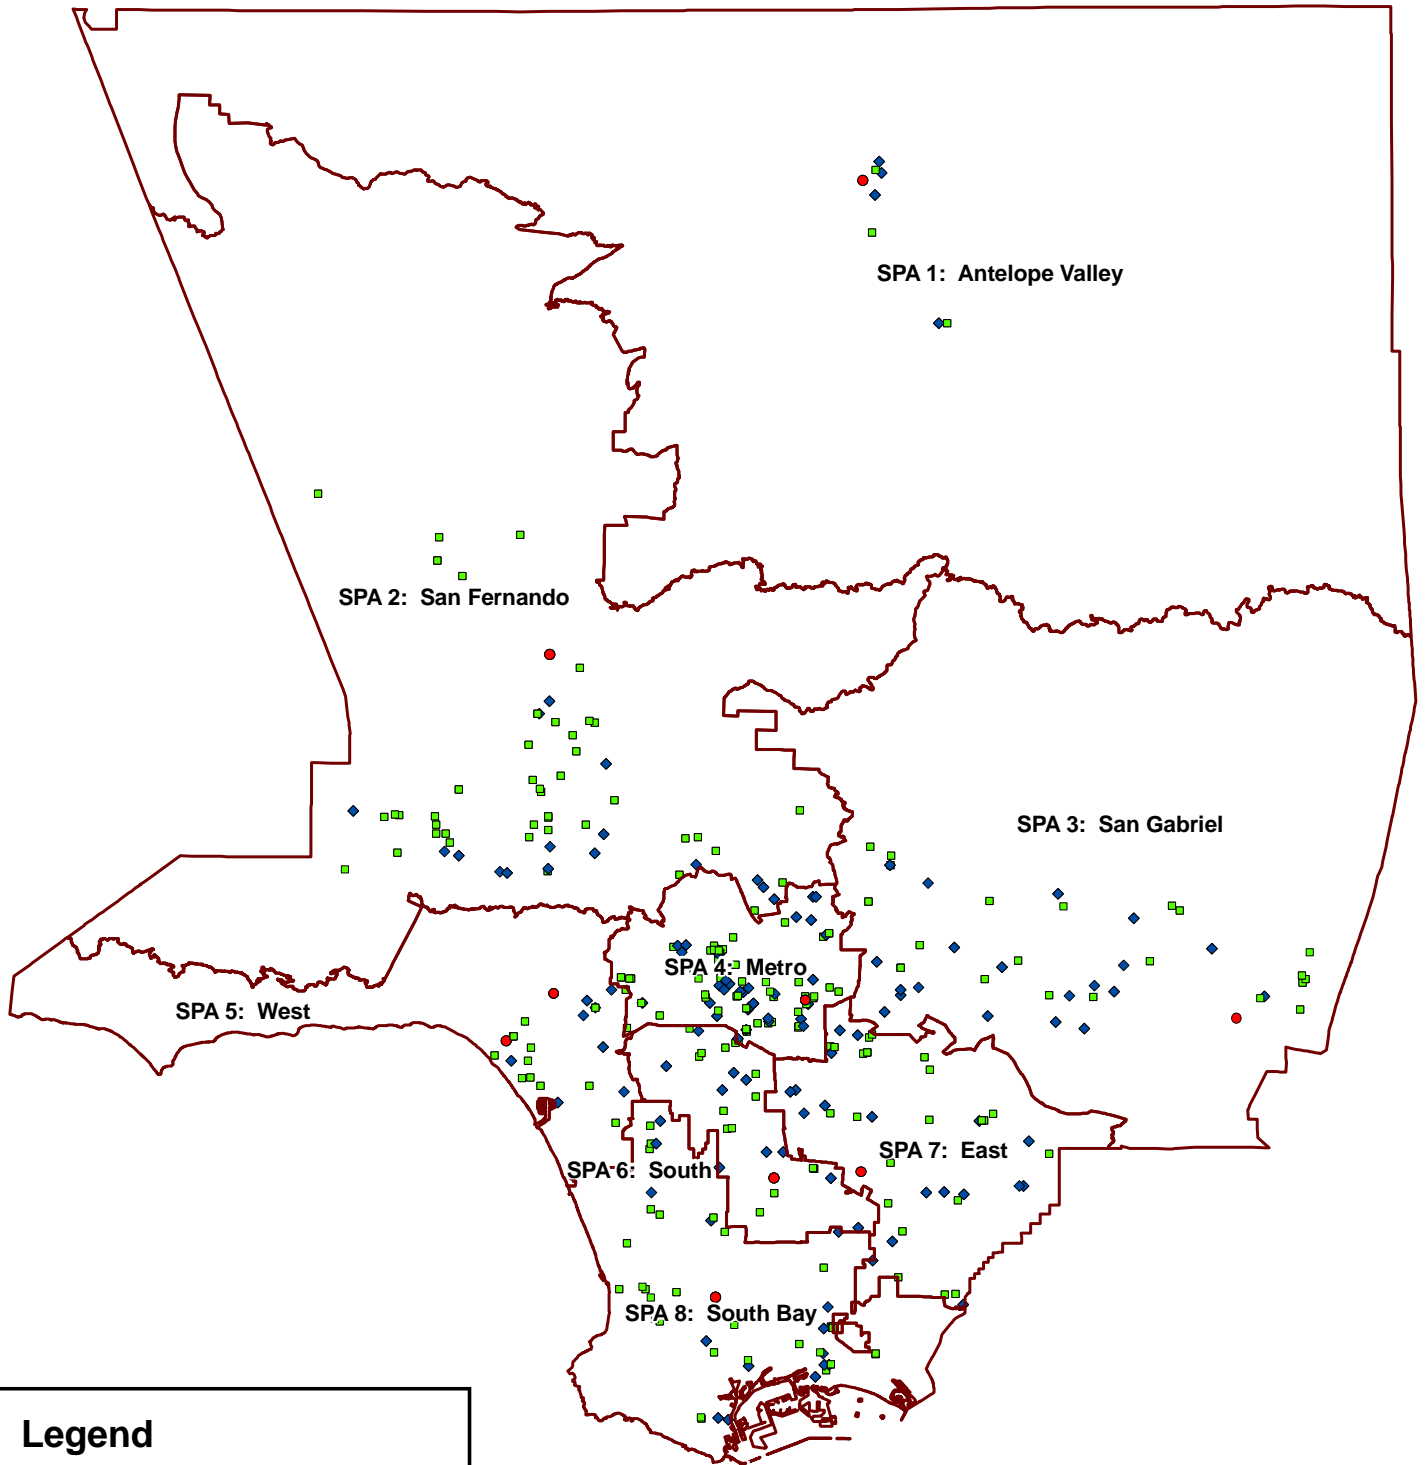 SPA 1: Antelope Valley
SPA 2: San Fernando
SPA 3: San Gabriel
SPA 4: Metro
SPA 5: West
SPA 7: East
SPA 6: South
SPA 8: South Bay
Legend